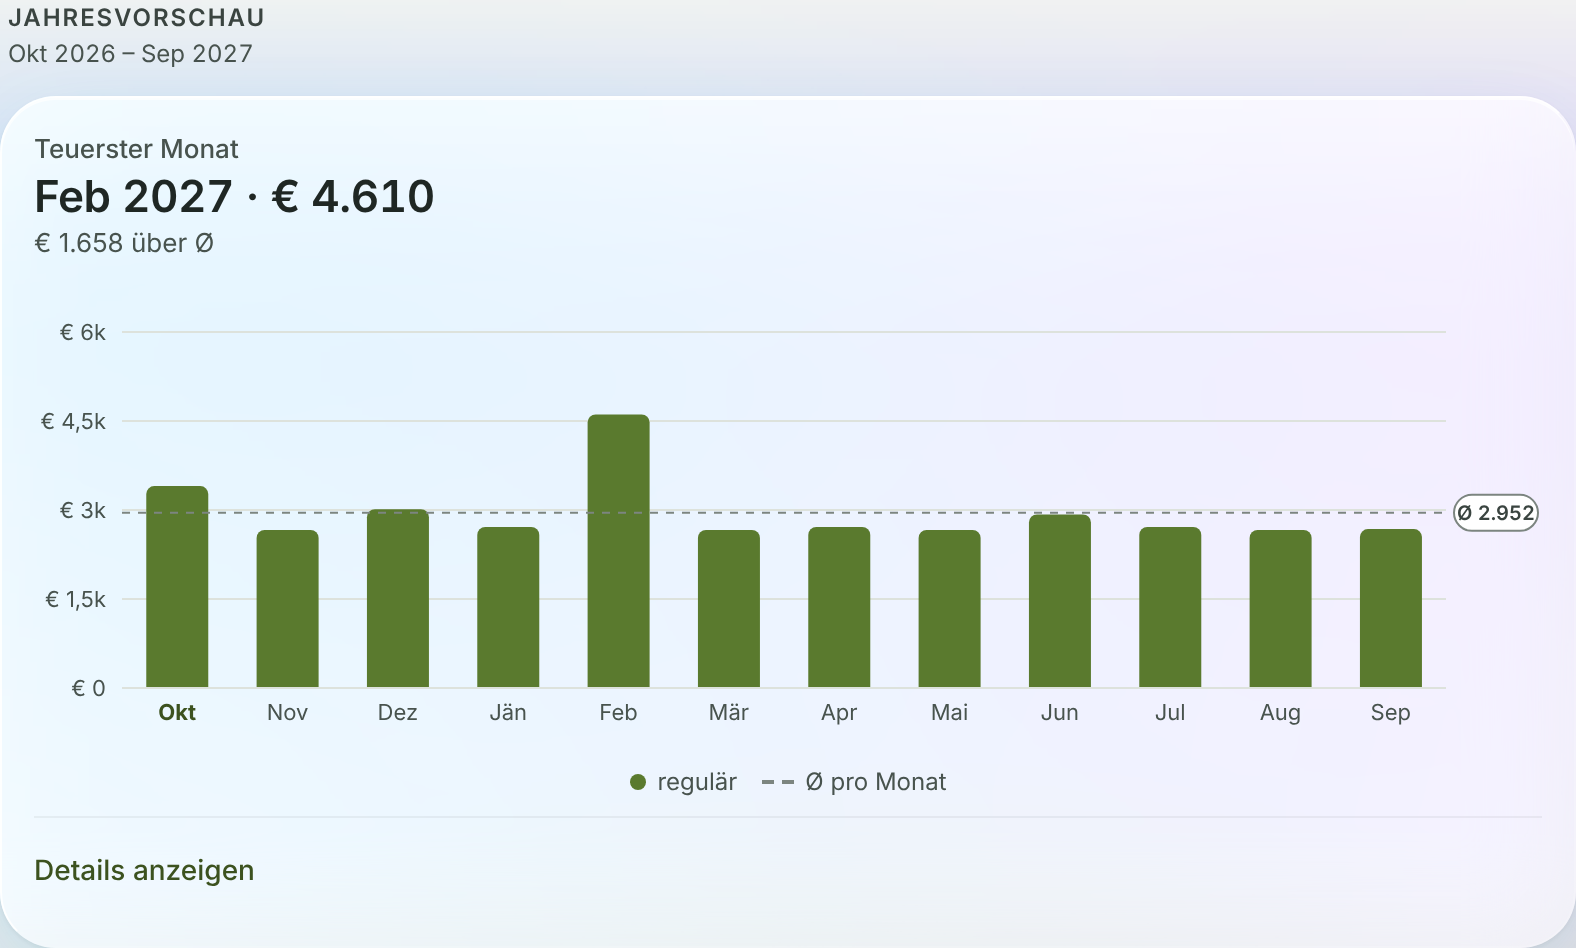 JAHRESVORSCHAU
Okt 2026 – Sep 2027
Teuerster Monat
Feb 2027 · € 4.610
€ 1.658 über Ø
€ 6k
€ 4,5k
€ 3k
Ø 2.952
€ 1,5k
€ 0
Okt Nov Dez Jän Feb Mär Apr Mai Jun Jul Aug Sep
regulär Ø pro Monat
Details anzeigen